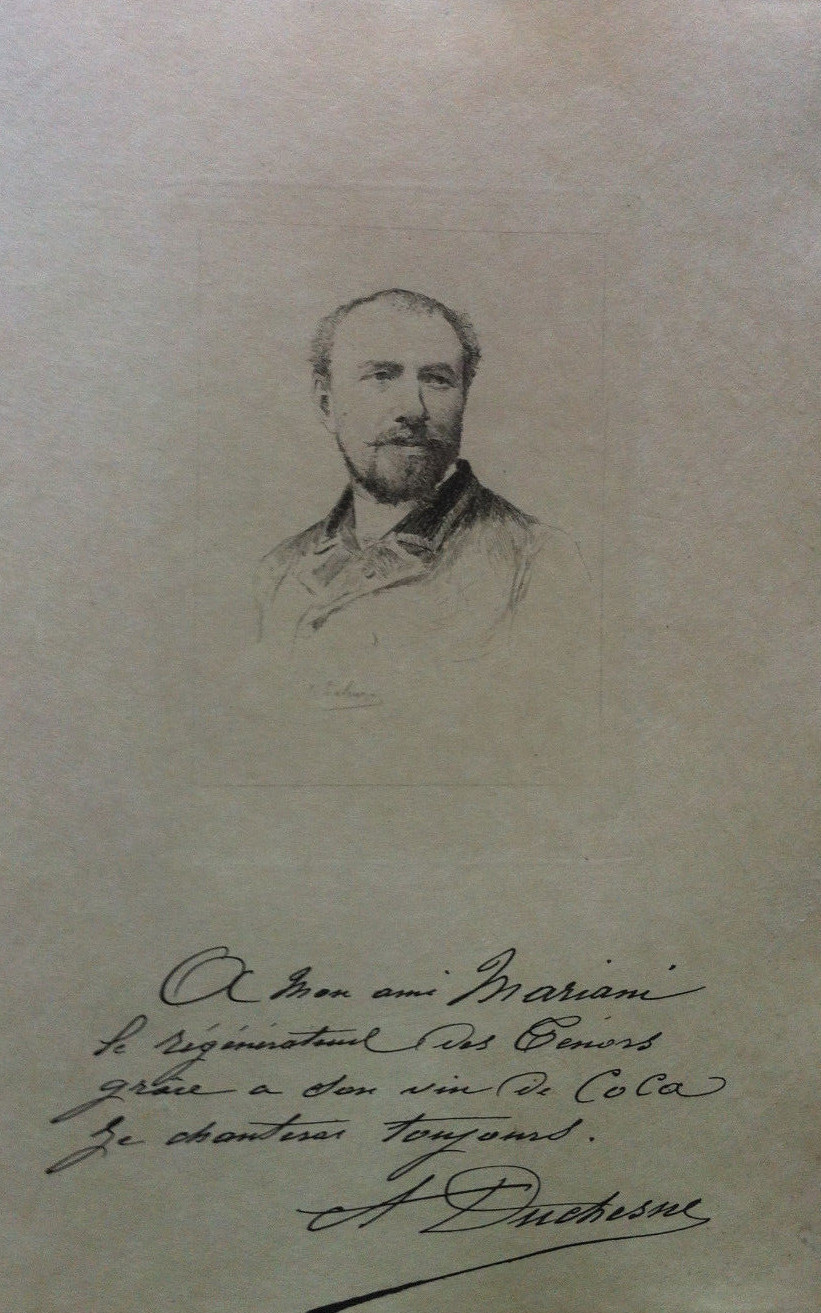 A mon ami Mariani
le régénérateur des Ténors
grâce a son vin de CoCa
Je chanterai toujours.
A Duchesne